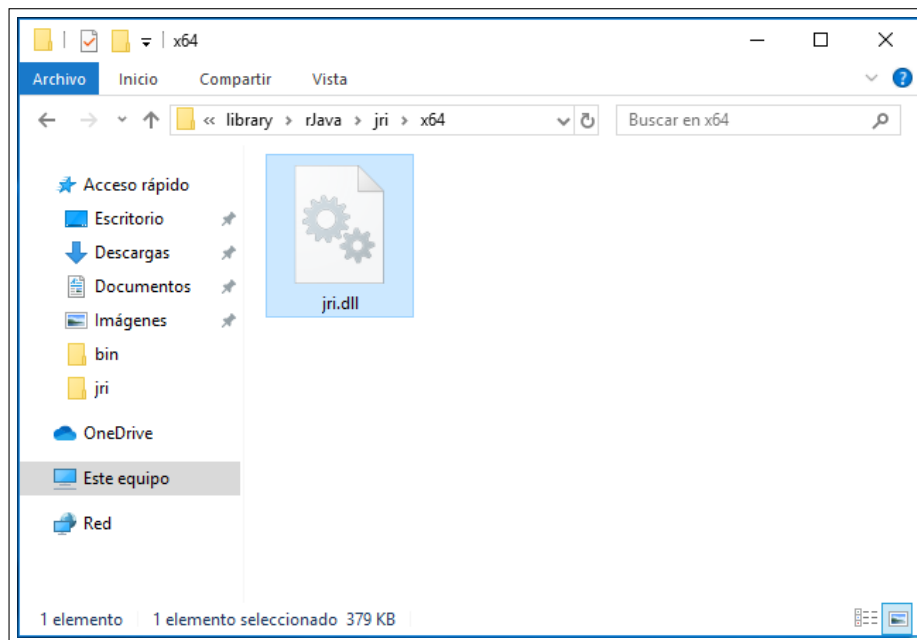 x64
Archivo Inicio Compartir Vista
« library › rJava › jri › x64 Buscar en x64
Acceso rápido
Escritorio
Descargas
Documentos
Imágenes
bin
jri
OneDrive
Este equipo
Red
jri.dll
1 elemento 1 elemento seleccionado 379 KB